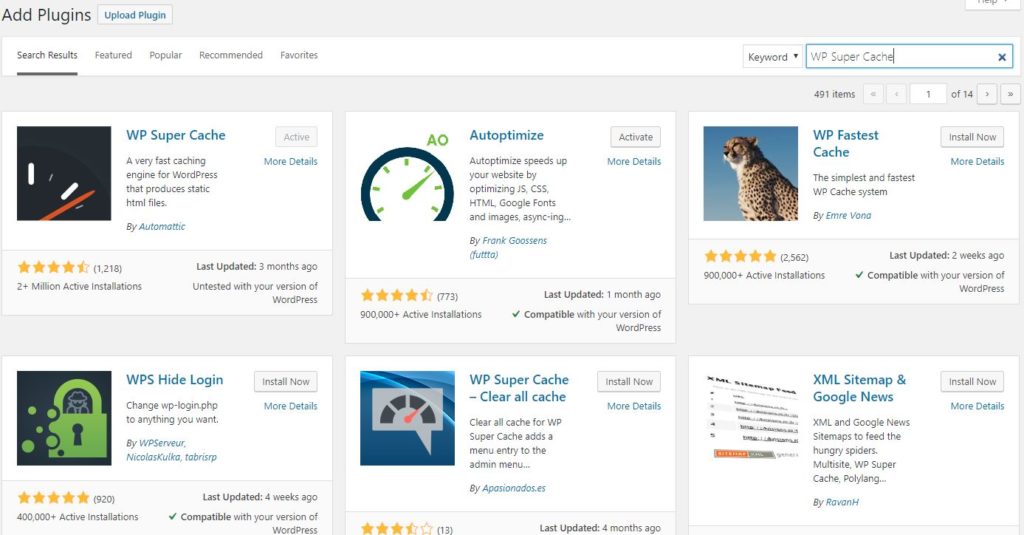 Add Plugins Upload Plugin
Help
Search Results Featured Popular Recommended Favorites Keyword WP Super Cache
491 items « ‹ 1 of 14 › »
WP Super Cache Active
More Details
A very fast caching
engine for WordPress
that produces static
html files.
By Automattic
(1,218) Last Updated: 3 months ago
2+ Million Active Installations Untested with your version of
WordPress
AO
Autoptimize Activate
More Details
Autoptimize speeds up
your website by
optimizing JS, CSS,
HTML, Google Fonts
and images, async-ing...
By Frank Goossens
(futtta)
(773) Last Updated: 1 month ago
900,000+ Active Installations Compatible with your version of
WordPress
WP Fastest
Cache
Install Now
More Details
The simplest and fastest
WP Cache system
By Emre Vona
(2,562) Last Updated: 2 weeks ago
900,000+ Active Installations Compatible with your version of
WordPress
WPS Hide Login Install Now
More Details
Change wp-login.php
to anything you want.
By WPServeur,
NicolasKulka, tabrisrp
(920) Last Updated: 4 weeks ago
400,000+ Active Installations Compatible with your version of
WordPress
WP Super Cache
– Clear all cache
Install Now
More Details
Clear all cache for WP
Super Cache adds a
menu entry to the
admin menu...
By Apasionados.es
(13) Last Updated: 4 months ago
XML Sitemap Feed
XML Sitemap &
Google News
Install Now
More Details
XML and Google News
Sitemaps to feed the
hungry spiders.
Multisite, WP Super
Cache, Polylang...
By RavanH